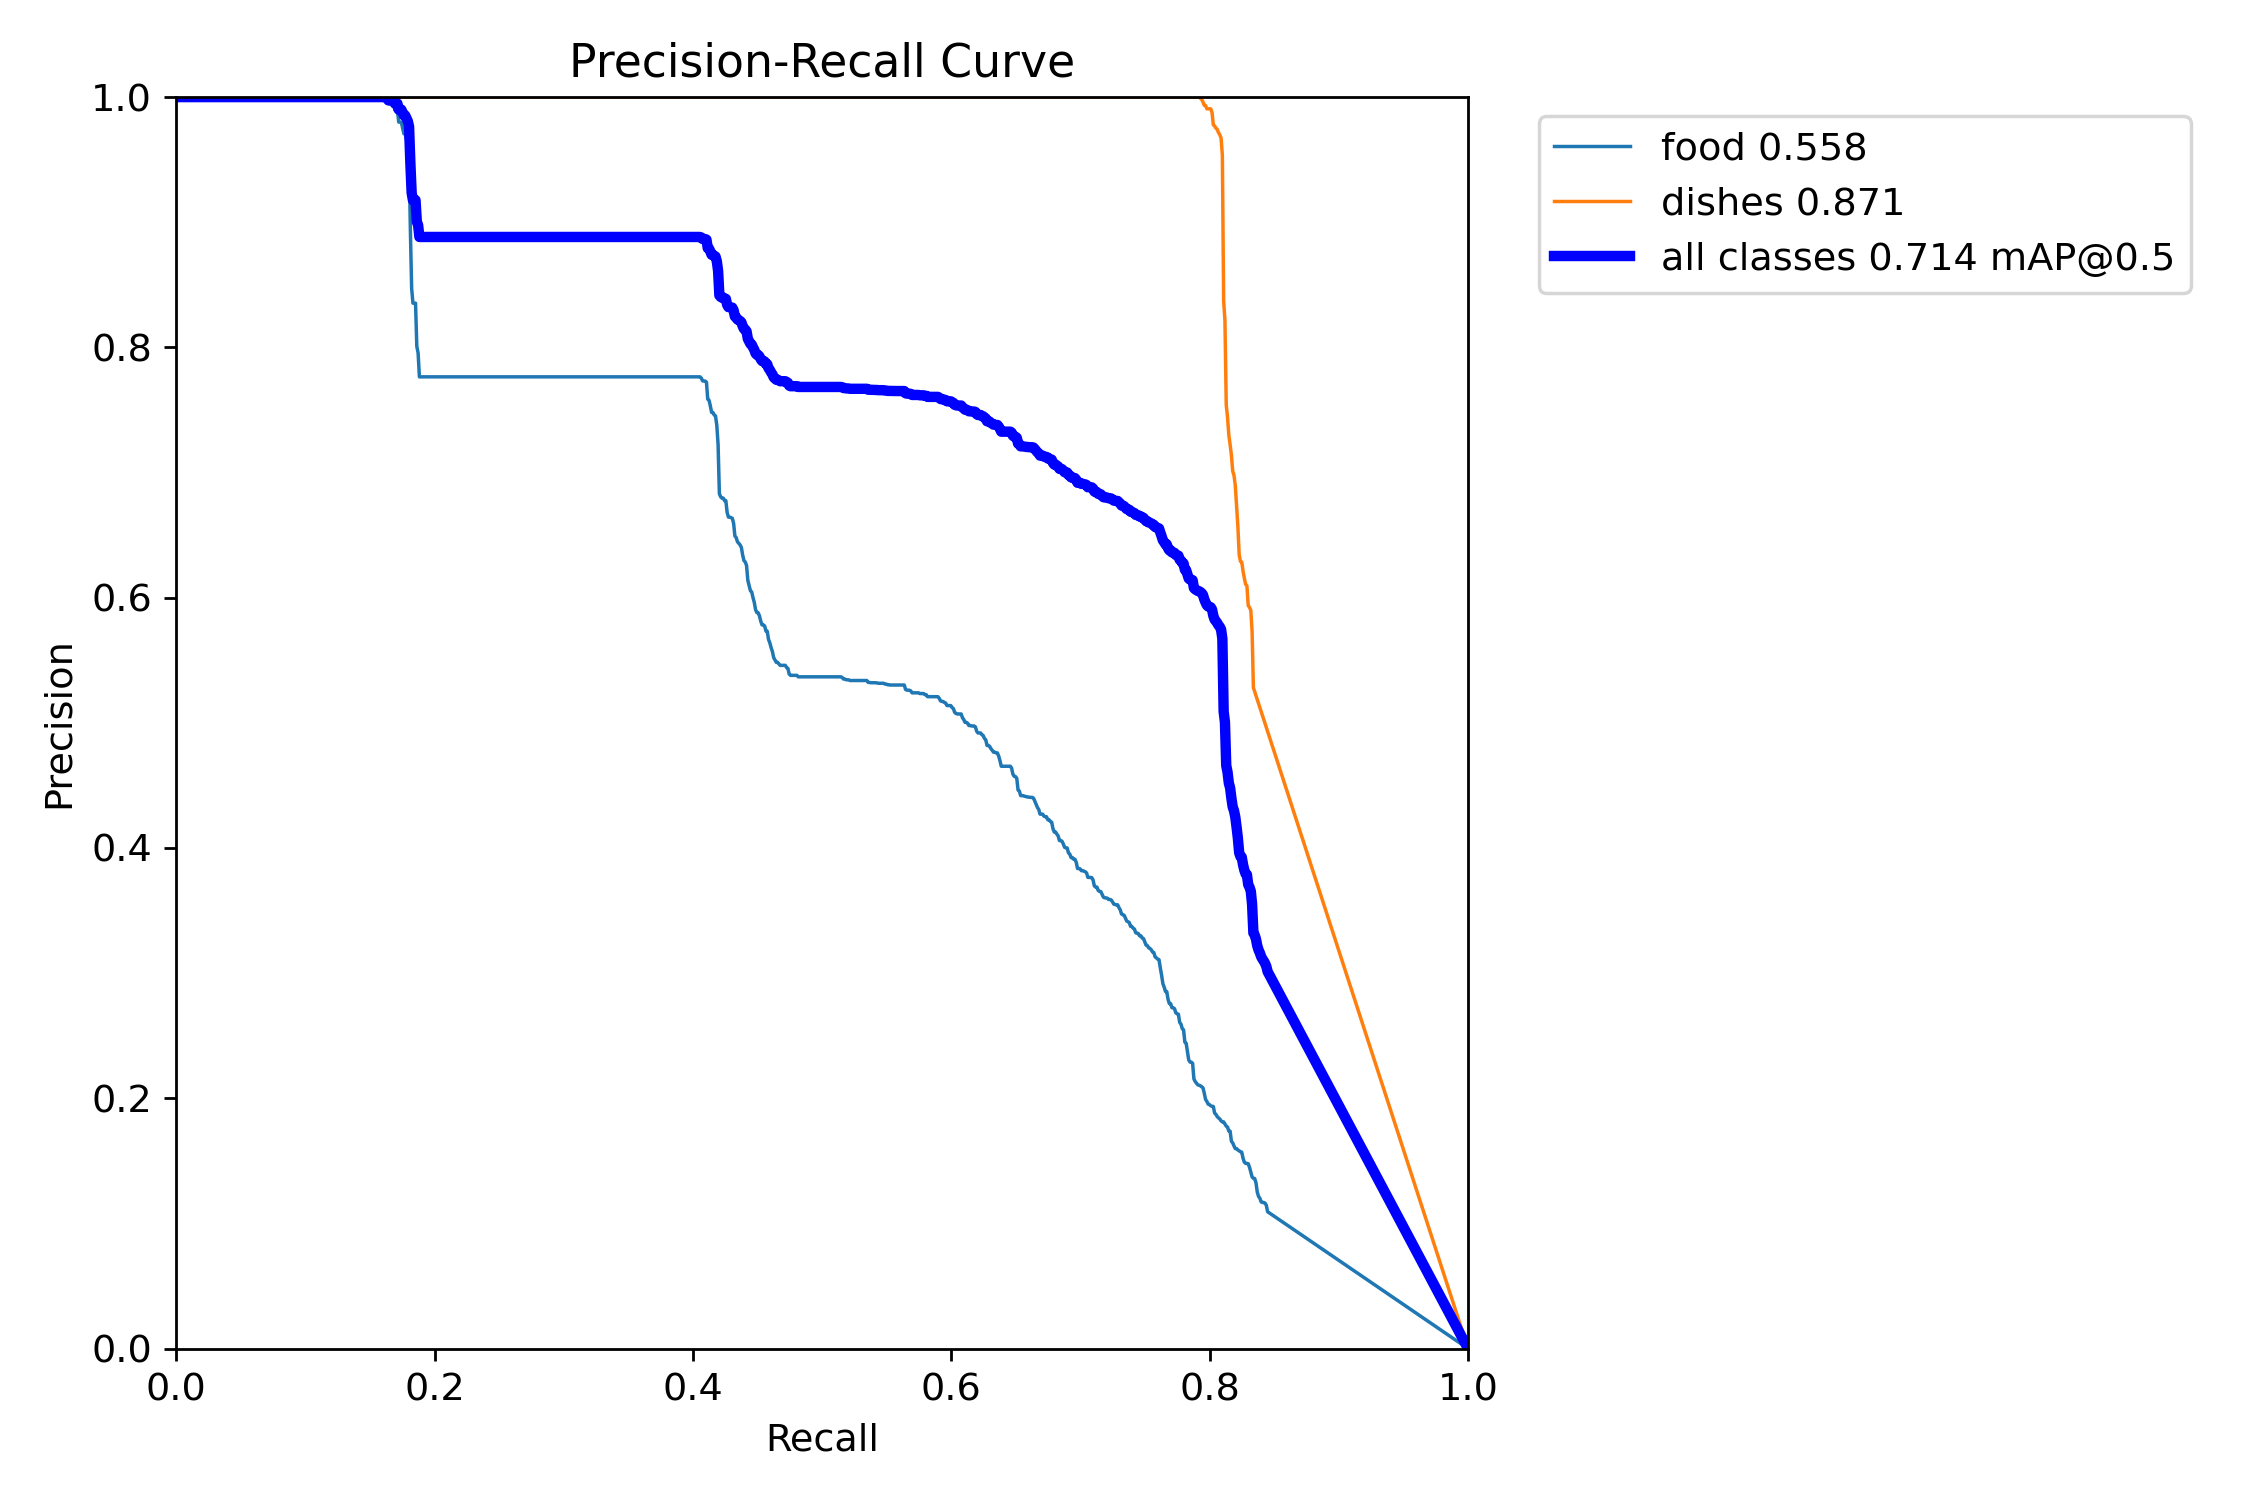 Precision-Recall Curve
1.0
0.8
0.6
0.4
0.2
0.0
Precision
0.0 0.2 0.4 0.6 0.8 1.0
Recall
food 0.558
dishes 0.871
all classes 0.714 mAP@0.5